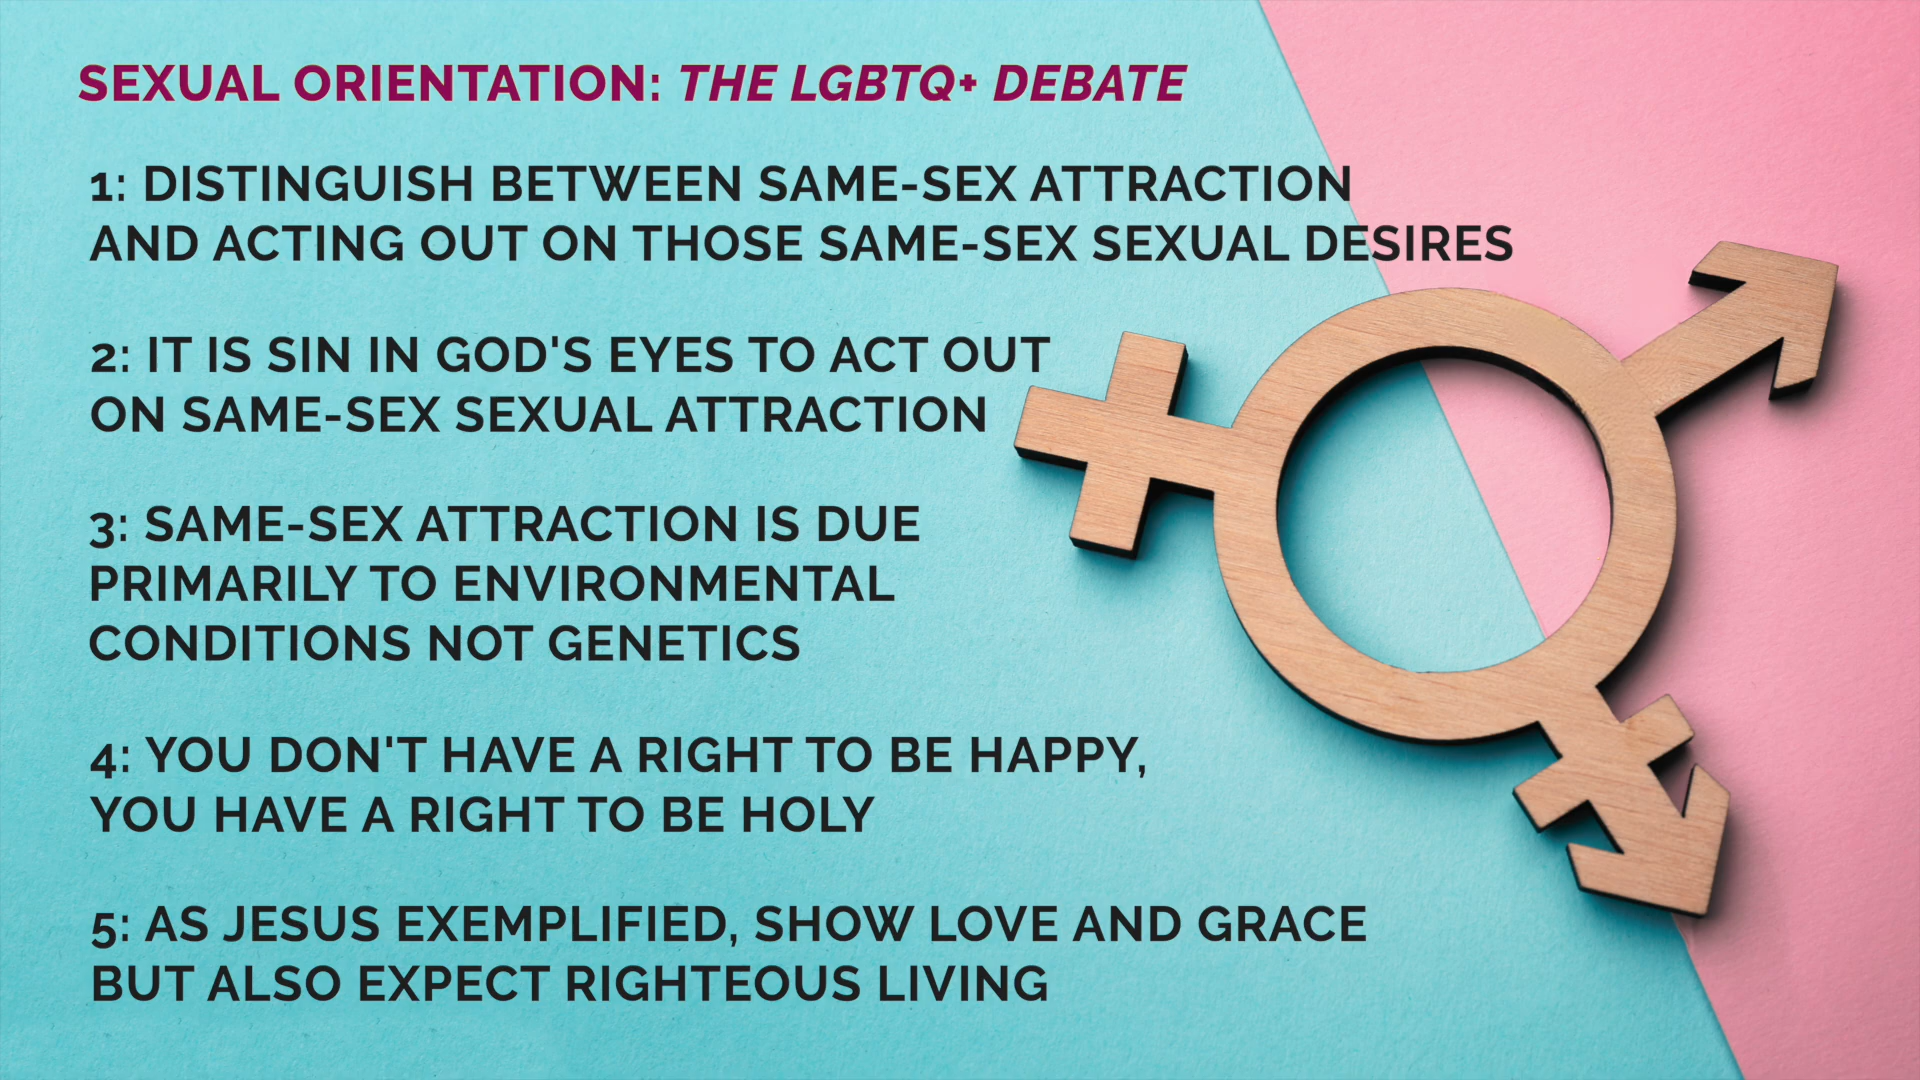 SEXUAL ORIENTATION: THE LGBTQ+ DEBATE
1: DISTINGUISH BETWEEN SAME-SEX ATTRACTION
AND ACTING OUT ON THOSE SAME-SEX SEXUAL DESIRES
2: IT IS SIN IN GOD'S EYES TO ACT OUT
ON SAME-SEX SEXUAL ATTRACTION
3: SAME-SEX ATTRACTION IS DUE
PRIMARILY TO ENVIRONMENTAL
CONDITIONS NOT GENETICS
4: YOU DON'T HAVE A RIGHT TO BE HAPPY,
YOU HAVE A RIGHT TO BE HOLY
5: AS JESUS EXEMPLIFIED, SHOW LOVE AND GRACE
BUT ALSO EXPECT RIGHTEOUS LIVING